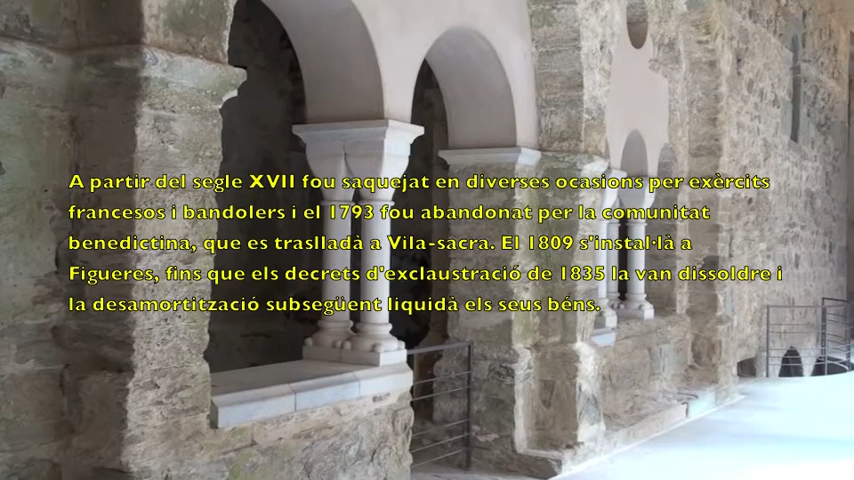 A partir del segle XVII fou saquejat en diverses ocasions per exèrcits
francesos i bandolers i el 1793 fou abandonat per la comunitat
benedictina, que es traslladà a Vila-sacra. El 1809 s'instal·là a
Figueres, fins que els decrets d'exclaustració de 1835 la van dissoldre i
la desamortització subsegüent liquidà els seus béns.